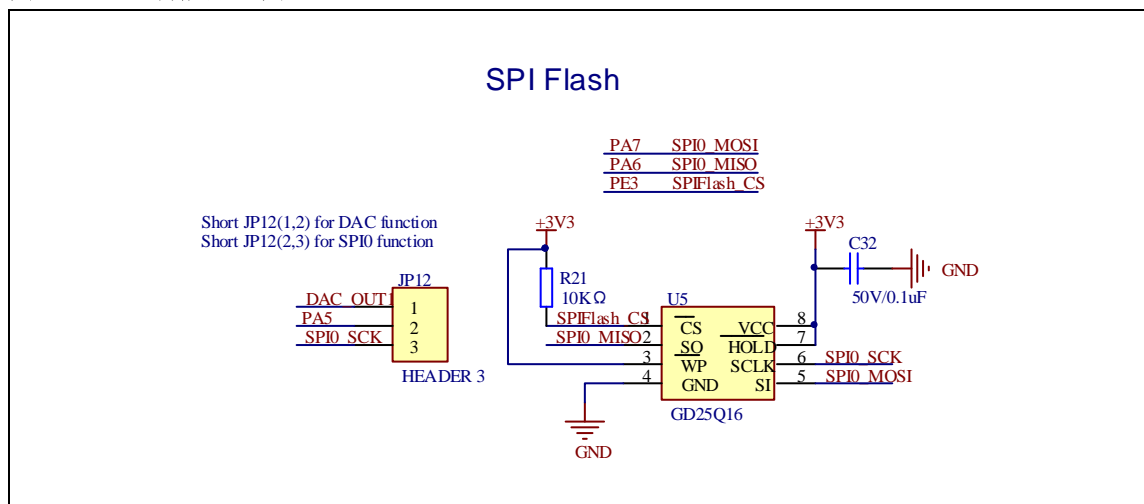 SPI Flash
PA7 SPI0_MOSI
PA6 SPI0_MISO
PE3 SPIFlash_CS
Short JP12(1,2) for DAC function
Short JP12(2,3) for SPI0 function
JP12
DAC_OUT1 1
PA5 2
SPI0_SCK 3
HEADER 3
+3V3
R21
10KΩ
+3V3
C32
GND
50V/0.1uF
U5
SPIFlash_CS 1 CS VCC 8
SPI0_MISO 2 SO HOLD 7
3 WP SCLK 6 SPI0_SCK
4 GND SI 5 SPI0_MOSI
GD25Q16
GND